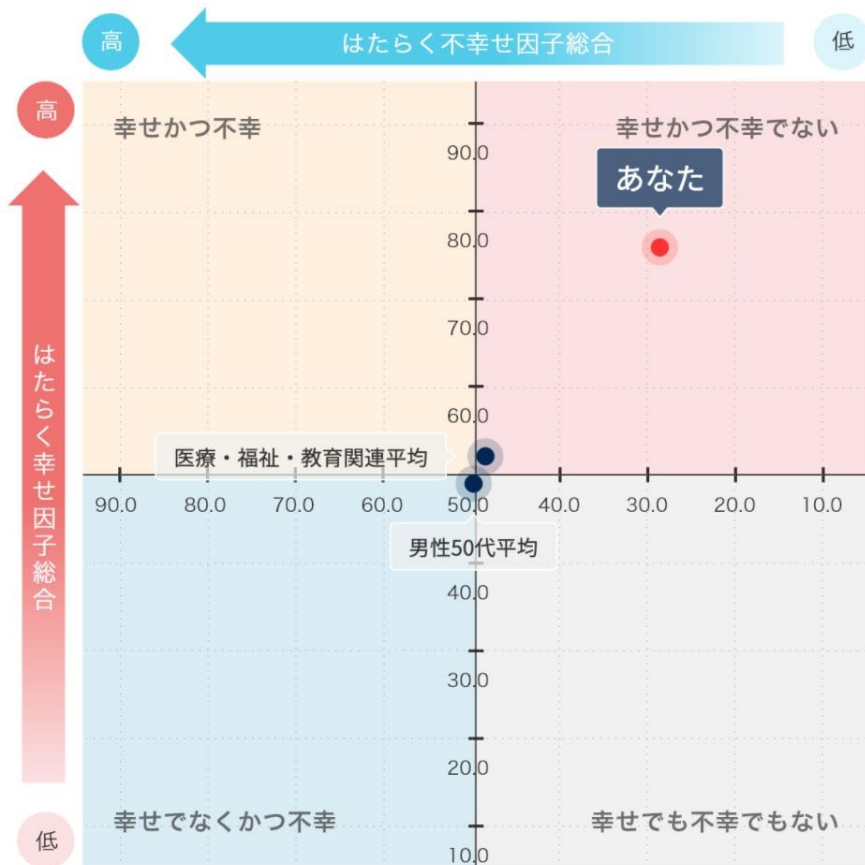 高
はたらく不幸せ因子総合
低
高
幸せかつ不幸
幸せかつ不幸でない
90.0
あなた
80.0
70.0
はたらく幸せ因子総合
60.0
医療・福祉・教育関連平均
90.0 80.0 70.0 60.0 50.0 40.0 30.0 20.0 10.0
男性50代平均
40.0
30.0
20.0
幸せでなくかつ不幸
幸せでも不幸でもない
低
10.0